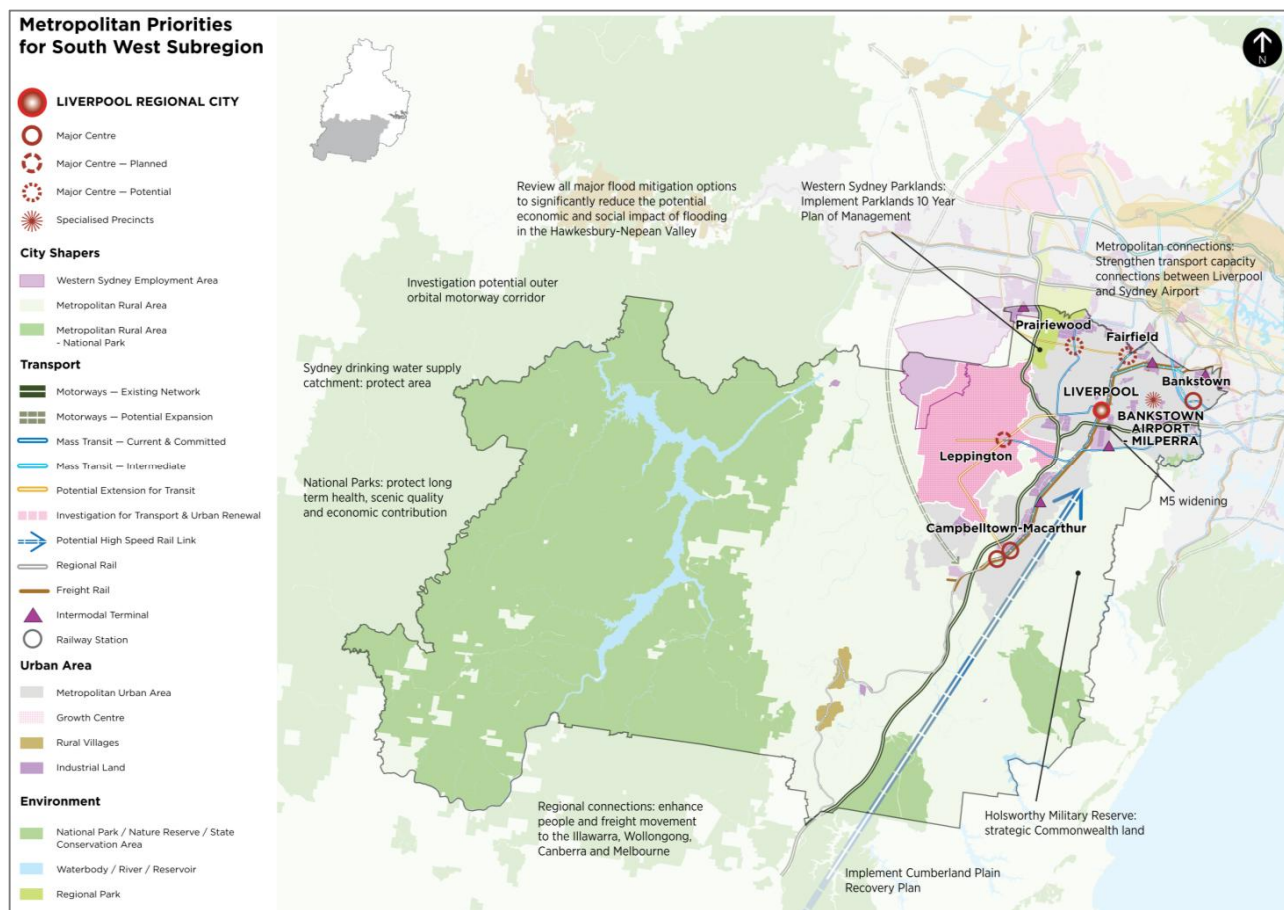 Metropolitan Priorities
for South West Subregion
LIVERPOOL REGIONAL CITY
Major Centre
Major Centre — Planned
Major Centre — Potential
Specialised Precincts
City Shapers
Western Sydney Employment Area
Metropolitan Rural Area
Metropolitan Rural Area
- National Park
Transport
Motorways — Existing Network
Motorways — Potential Expansion
Mass Transit — Current & Committed
Mass Transit — Intermediate
Potential Extension for Transit
Investigation for Transport & Urban Renewal
Potential High Speed Rail Link
Regional Rail
Freight Rail
Intermodal Terminal
Railway Station
Urban Area
Metropolitan Urban Area
Growth Centre
Rural Villages
Industrial Land
Environment
National Park / Nature Reserve / State
Conservation Area
Waterbody / River / Reservoir
Regional Park
N
Review all major flood mitigation options
to significantly reduce the potential
economic and social impact of flooding
in the Hawkesbury-Nepean Valley
Western Sydney Parklands:
Implement Parklands 10 Year
Plan of Management
Metropolitan connections:
Strengthen transport capacity
connections between Liverpool
and Sydney Airport
Investigation potential outer
orbital motorway corridor
Sydney drinking water supply
catchment: protect area
National Parks: protect long
term health, scenic quality
and economic contribution
Prairiewood
Fairfield
Bankstown
LIVERPOOL
BANKSTOWN
AIRPORT
- MILPERRA
Leppington
M5 widening
Campbelltown-Macarthur
Regional connections: enhance
people and freight movement
to the Illawarra, Wollongong,
Canberra and Melbourne
Holsworthy Military Reserve:
strategic Commonwealth land
Implement Cumberland Plain
Recovery Plan